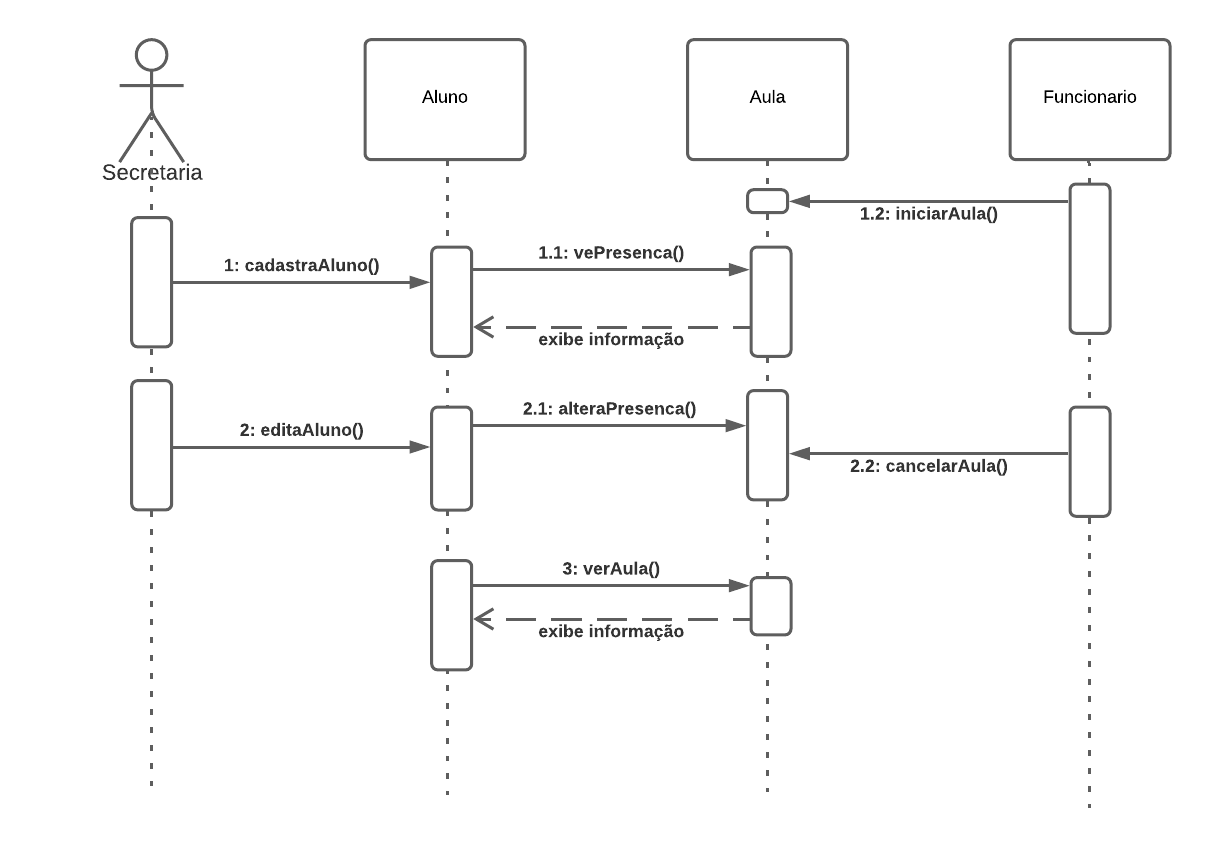 Aluno
Aula
Funcionario
Secretaria
1.2: iniciarAula()
1.1: vePresenca()
1: cadastraAluno()
exibe informação
2.1: alteraPresenca()
2: editaAluno()
2.2: cancelarAula()
3: verAula()
exibe informação